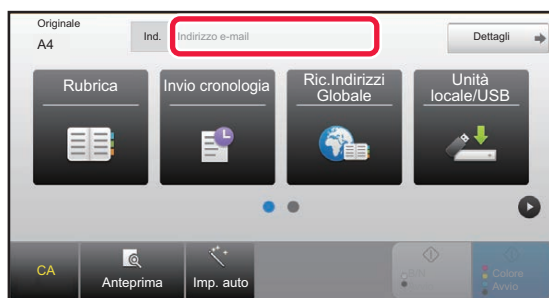 Originale
A4
Ind.
Indirizzo e-mail
Dettagli
Rubrica
Invio cronologia
Ric.Indirizzi
Globale
Unità
locale/USB
CA
Anteprima
Imp. auto
B/N
Avvio
Colore
Avvio